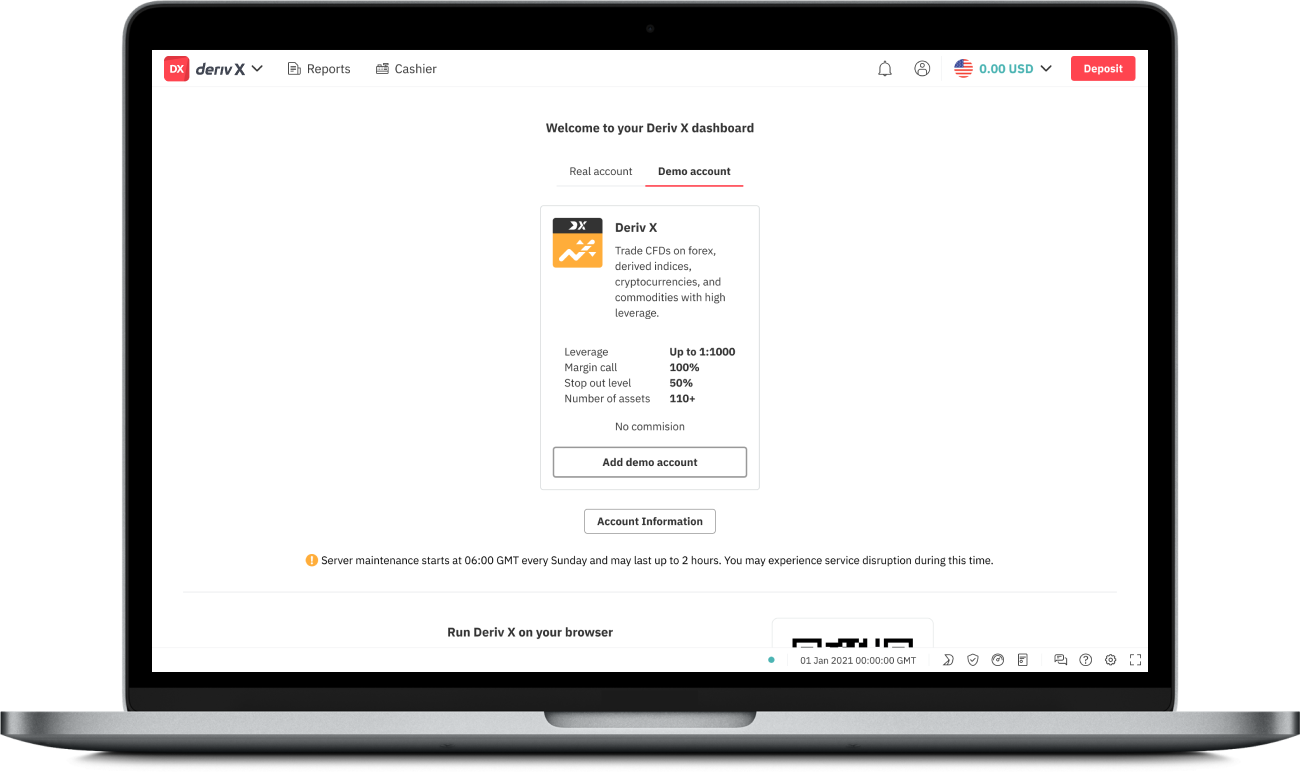 DX deriv X Reports Cashier 0.00 USD Deposit
Welcome to your Deriv X dashboard
Real account Demo account
DX
Deriv X
Trade CFDs on forex,
derived indices,
cryptocurrencies, and
commodities with high
leverage.
Leverage Up to 1:1000
Margin call 100%
Stop out level 50%
Number of assets 110+
No commision
Add demo account
Account Information
Server maintenance starts at 06:00 GMT every Sunday and may last up to 2 hours. You may experience service disruption during this time.
Run Deriv X on your browser
01 Jan 2021 00:00:00 GMT